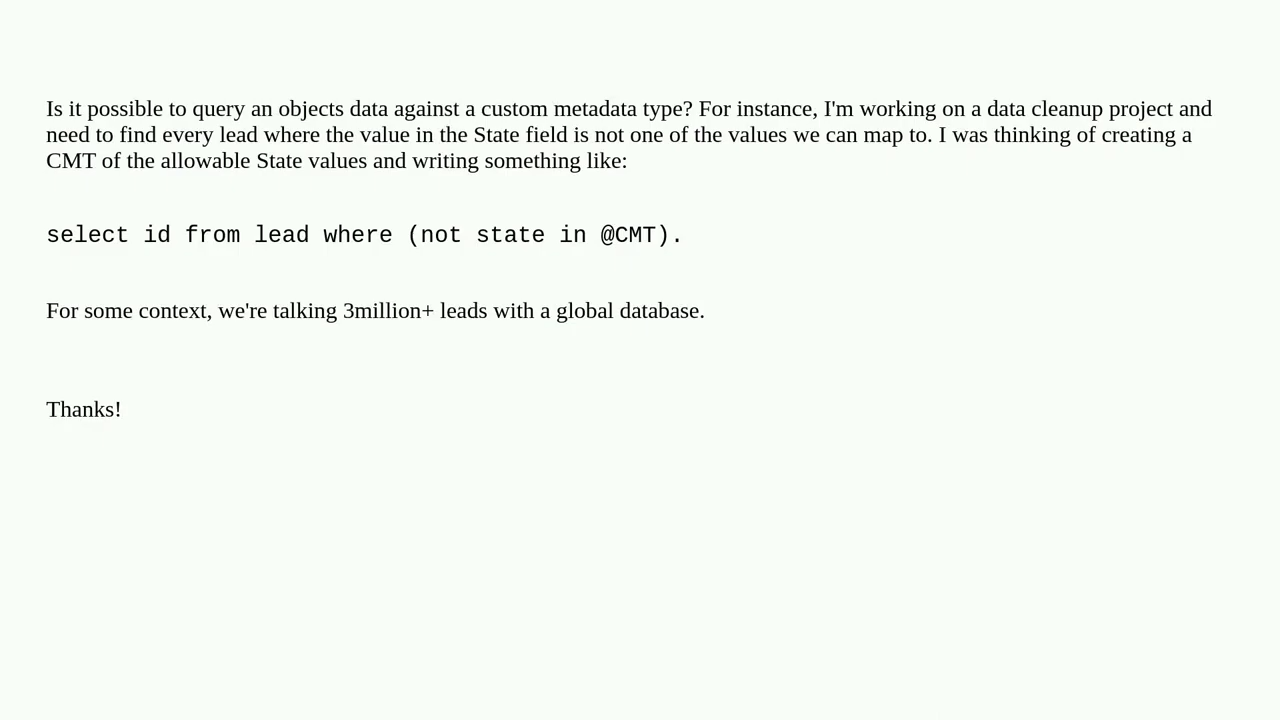 Is it possible to query an objects data against a custom metadata type? For instance, I'm working on a data cleanup project and
need to find every lead where the value in the State field is not one of the values we can map to. I was thinking of creating a
CMT of the allowable State values and writing something like:
select id from lead where (not state in @CMT).
For some context, we're talking 3million+ leads with a global database.
Thanks!